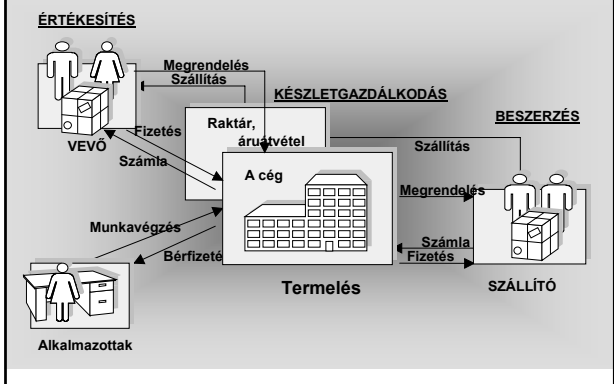 ÉRTÉKESÍTÉS
Megrendelés
Szállítás
KÉSZLETGAZDÁLKODÁS
BESZERZÉS
Raktár,
áruátvétel
Fizetés
VEVŐ
Számla
Szállítás
A cég
Megrendelés
Munkavégzés
Számla
Bérfizeté
Fizetés
Termelés
SZÁLLÍTÓ
Alkalmazottak